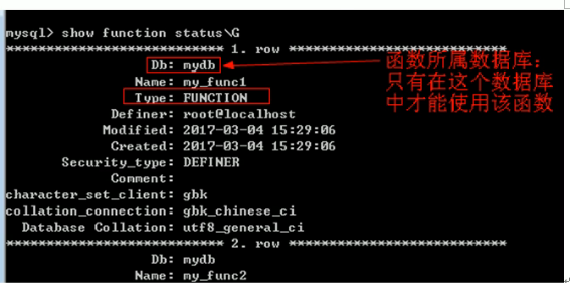 mysql> show function status\G
*************************** 1. row ***************************
Db: mydb
函数所属数据库：
Name: my_func1
只有在这个数据库
Type: FUNCTION
中才能使用该函数
Definer: root@localhost
Modified: 2017-03-04 15:29:06
Created: 2017-03-04 15:29:06
Security_type: DEFINER
Comment:
character_set_client: gbk
collation_connection: gbk_chinese_ci
Database Collation: utf8_general_ci
*************************** 2. row ***************************
Db: mydb
Name: my_func2